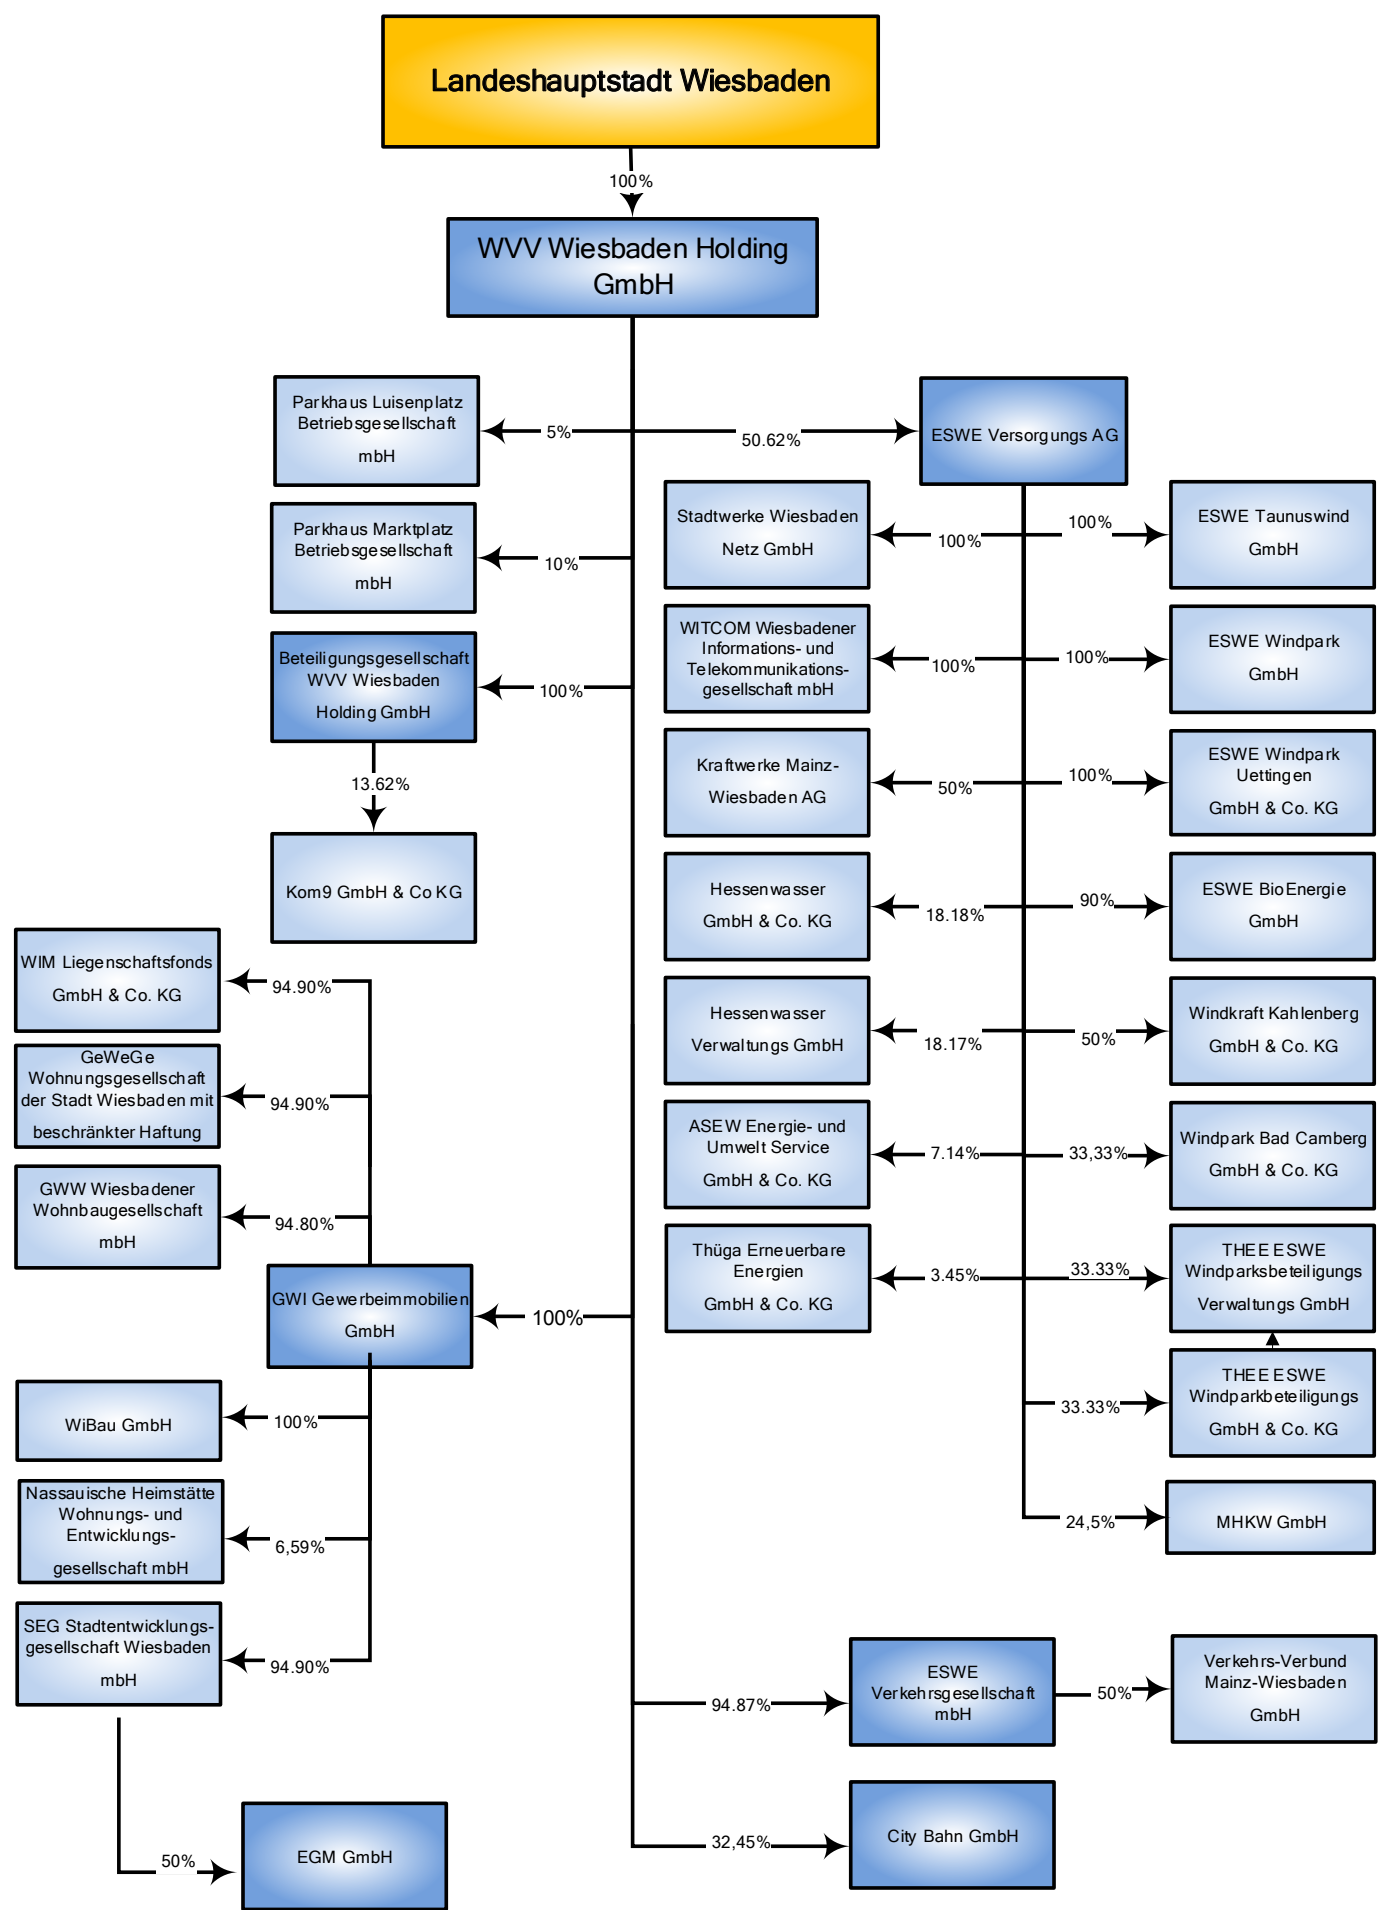 Landeshauptstadt Wiesbaden
100%
WVV Wiesbaden Holding
GmbH
Parkhaus Luisenplatz
Betriebsgesellschaft
mbH
5%
50.62%
ESWE Versorgungs AG
Parkhaus Marktplatz
Betriebsgesellschaft
mbH
10%
Beteiligungsgesellschaft
WVV Wiesbaden
Holding GmbH
100%
13.62%
Kom9 GmbH & Co KG
Stadtwerke Wiesbaden
Netz GmbH
100%
100%
ESWE Taunuswind
GmbH
WITCOM Wiesbadener
Informations- und
Telekommunikations-
gesellschaft mbH
100%
100%
ESWE Windpark
GmbH
Kraftwerke Mainz-
Wiesbaden AG
50%
100%
ESWE Windpark
Uettingen
GmbH & Co. KG
Hessenwasser
GmbH & Co. KG
18.18%
90%
ESWE BioEnergie
GmbH
Hessenwasser
Verwaltungs GmbH
18.17%
50%
Windkraft Kahlenberg
GmbH & Co. KG
ASEW Energie- und
Umwelt Service
GmbH & Co. KG
7.14%
33,33%
Windpark Bad Camberg
GmbH & Co. KG
Thüga Erneuerbare
Energien
GmbH & Co. KG
3.45%
33.33%
THEE ESWE
Windparksbeteiligungs
Verwaltungs GmbH
33.33%
THEE ESWE
Windparkbeteiligungs
GmbH & Co. KG
24,5%
MHKW GmbH
WIM Liegenschaftsfonds
GmbH & Co. KG
94.90%
GeWeGe
Wohnungsgesellschaft
der Stadt Wiesbaden mit
beschränkter Haftung
94.90%
GWW Wiesbadener
Wohnbaugesellschaft
mbH
94.80%
GWI Gewerbeimmobilien
GmbH
100%
WiBau GmbH
100%
Nassauische Heimstätte
Wohnungs- und
Entwicklungs-
gesellschaft mbH
6,59%
SEG Stadtentwicklungs-
gesellschaft Wiesbaden
mbH
94.90%
50%
EGM GmbH
94.87%
ESWE
Verkehrsgesellschaft
mbH
50%
Verkehrs-Verbund
Mainz-Wiesbaden
GmbH
32,45%
City Bahn GmbH